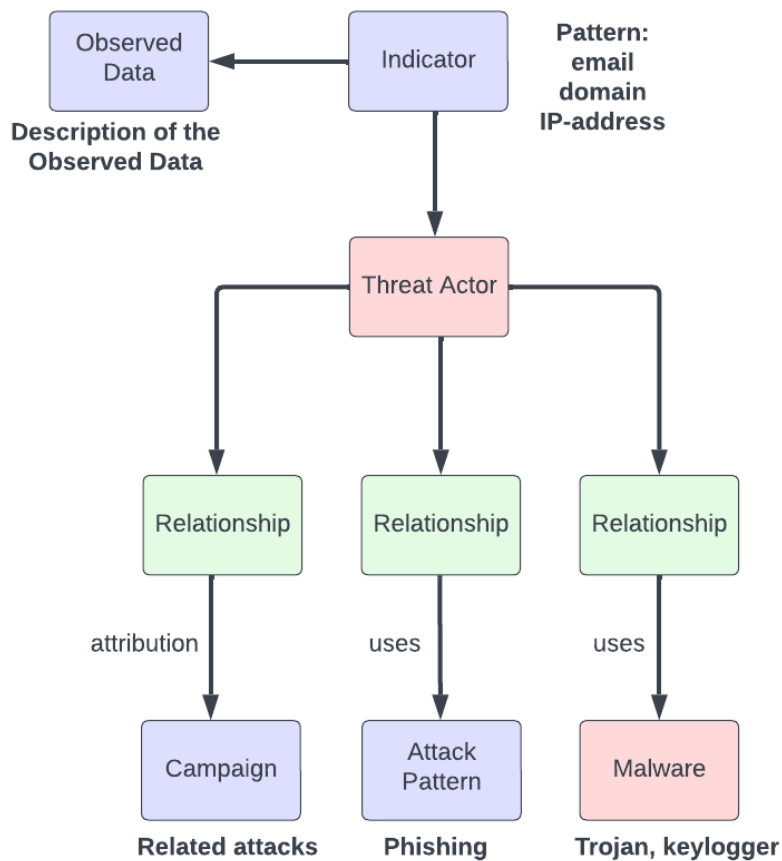 Observed
Data
Indicator
Pattern:
email
domain
IP-address
Description of the
Observed Data
Threat Actor
Relationship
Relationship
Relationship
attribution
uses
uses
Campaign
Attack
Pattern
Malware
Related attacks
Phishing
Trojan, keylogger